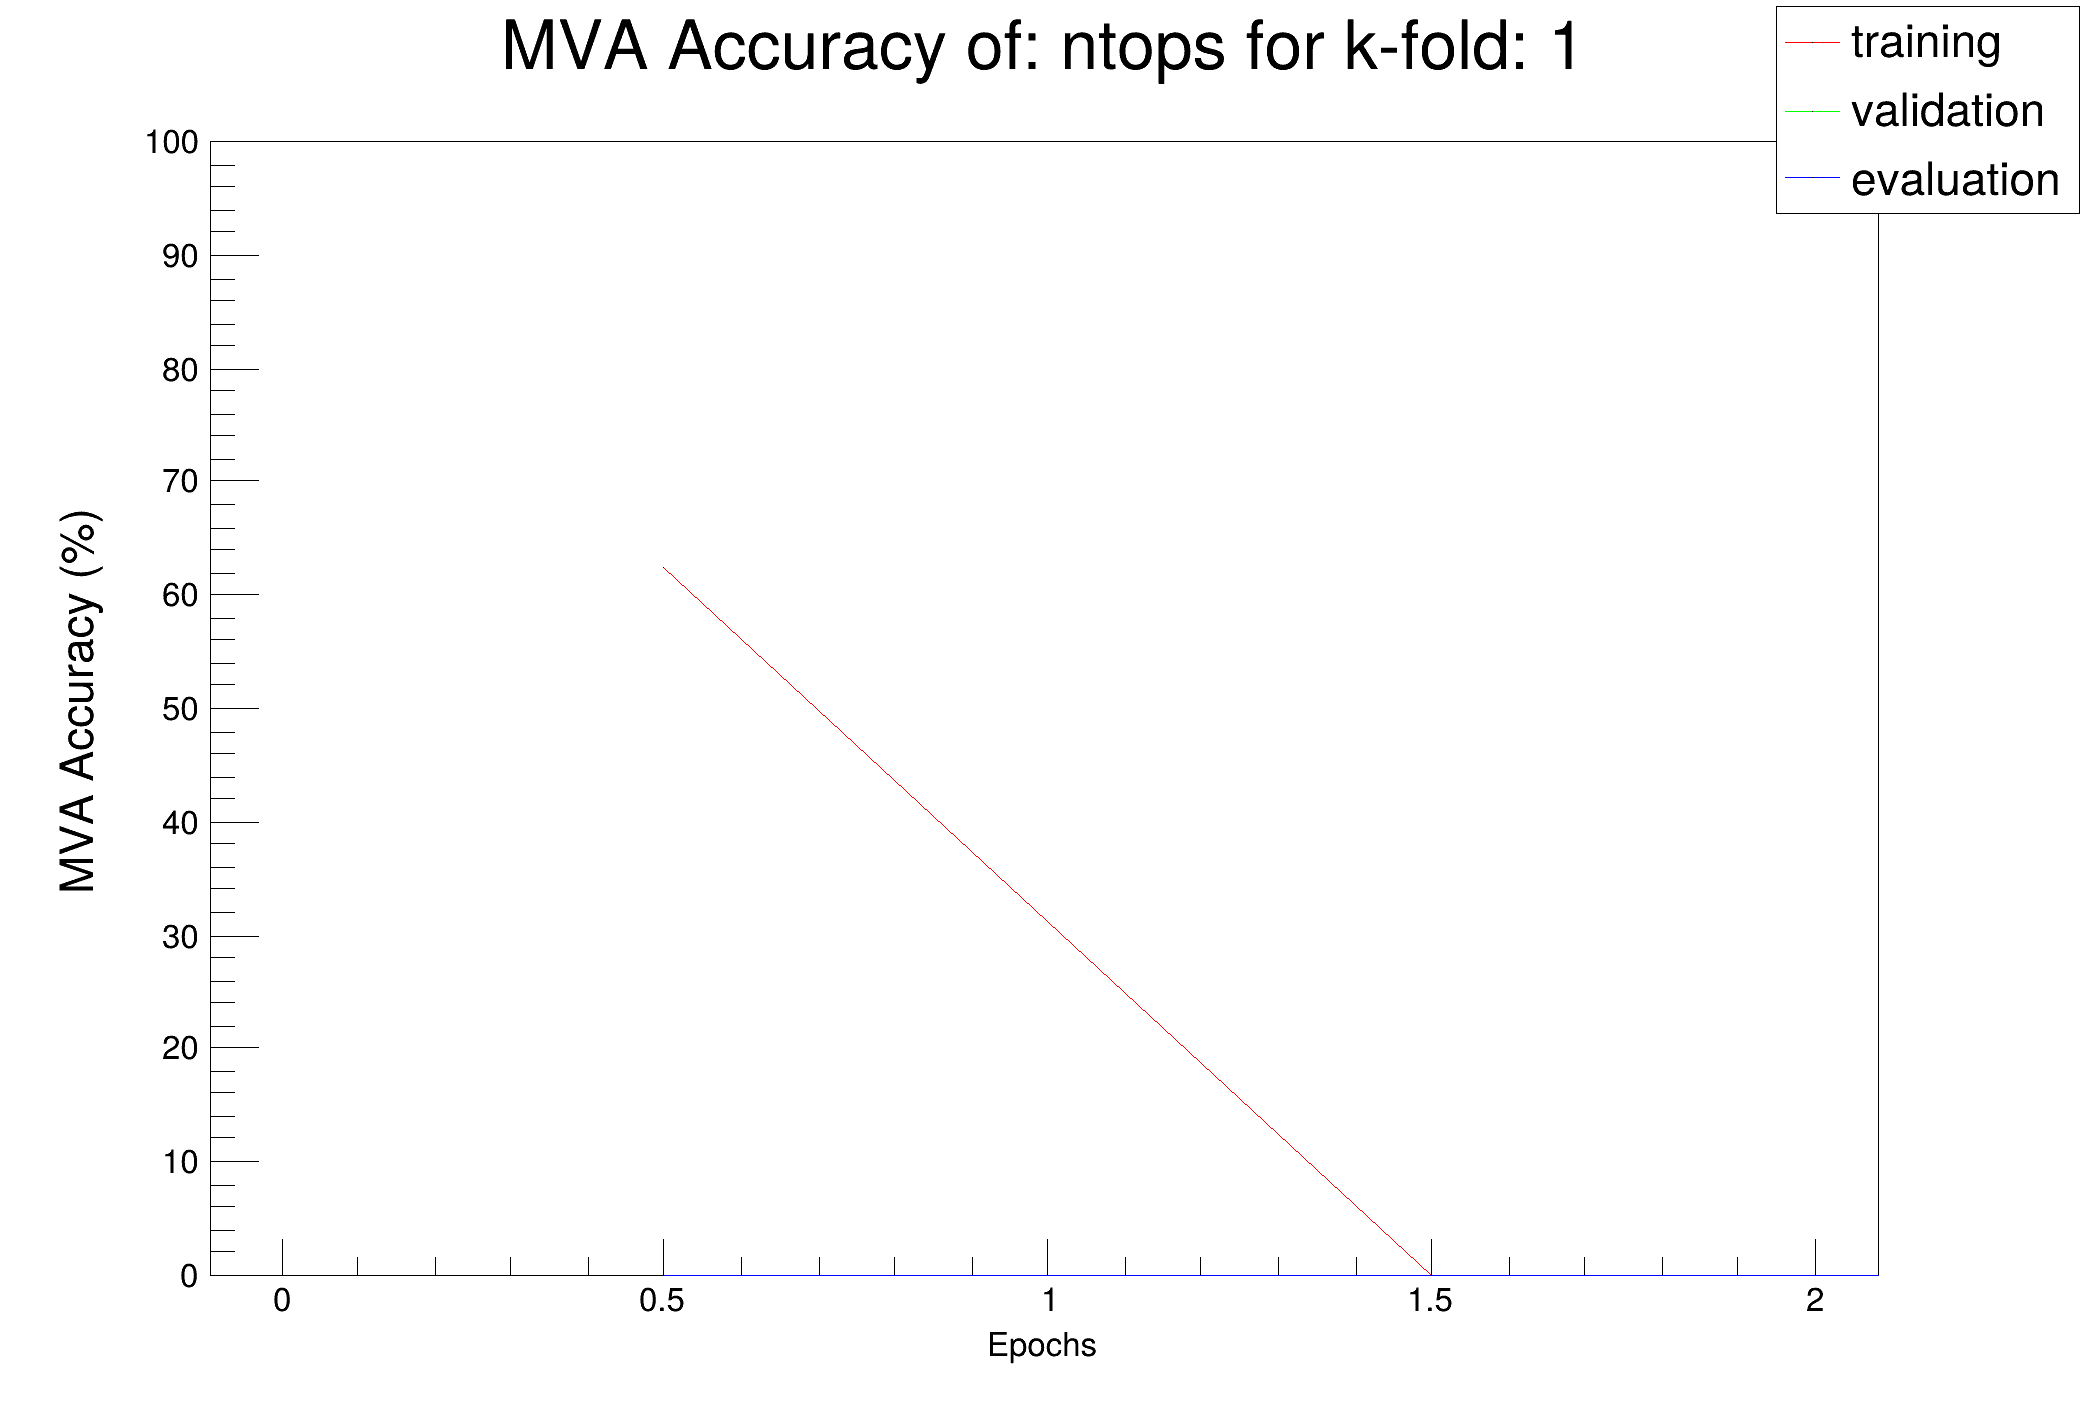 MVA Accuracy of: ntops for k-fold: 1
training
validation
evaluation
MVA Accuracy (%)
100
90
80
70
60
50
40
30
20
10
0
0 0.5 1 1.5 2
Epochs